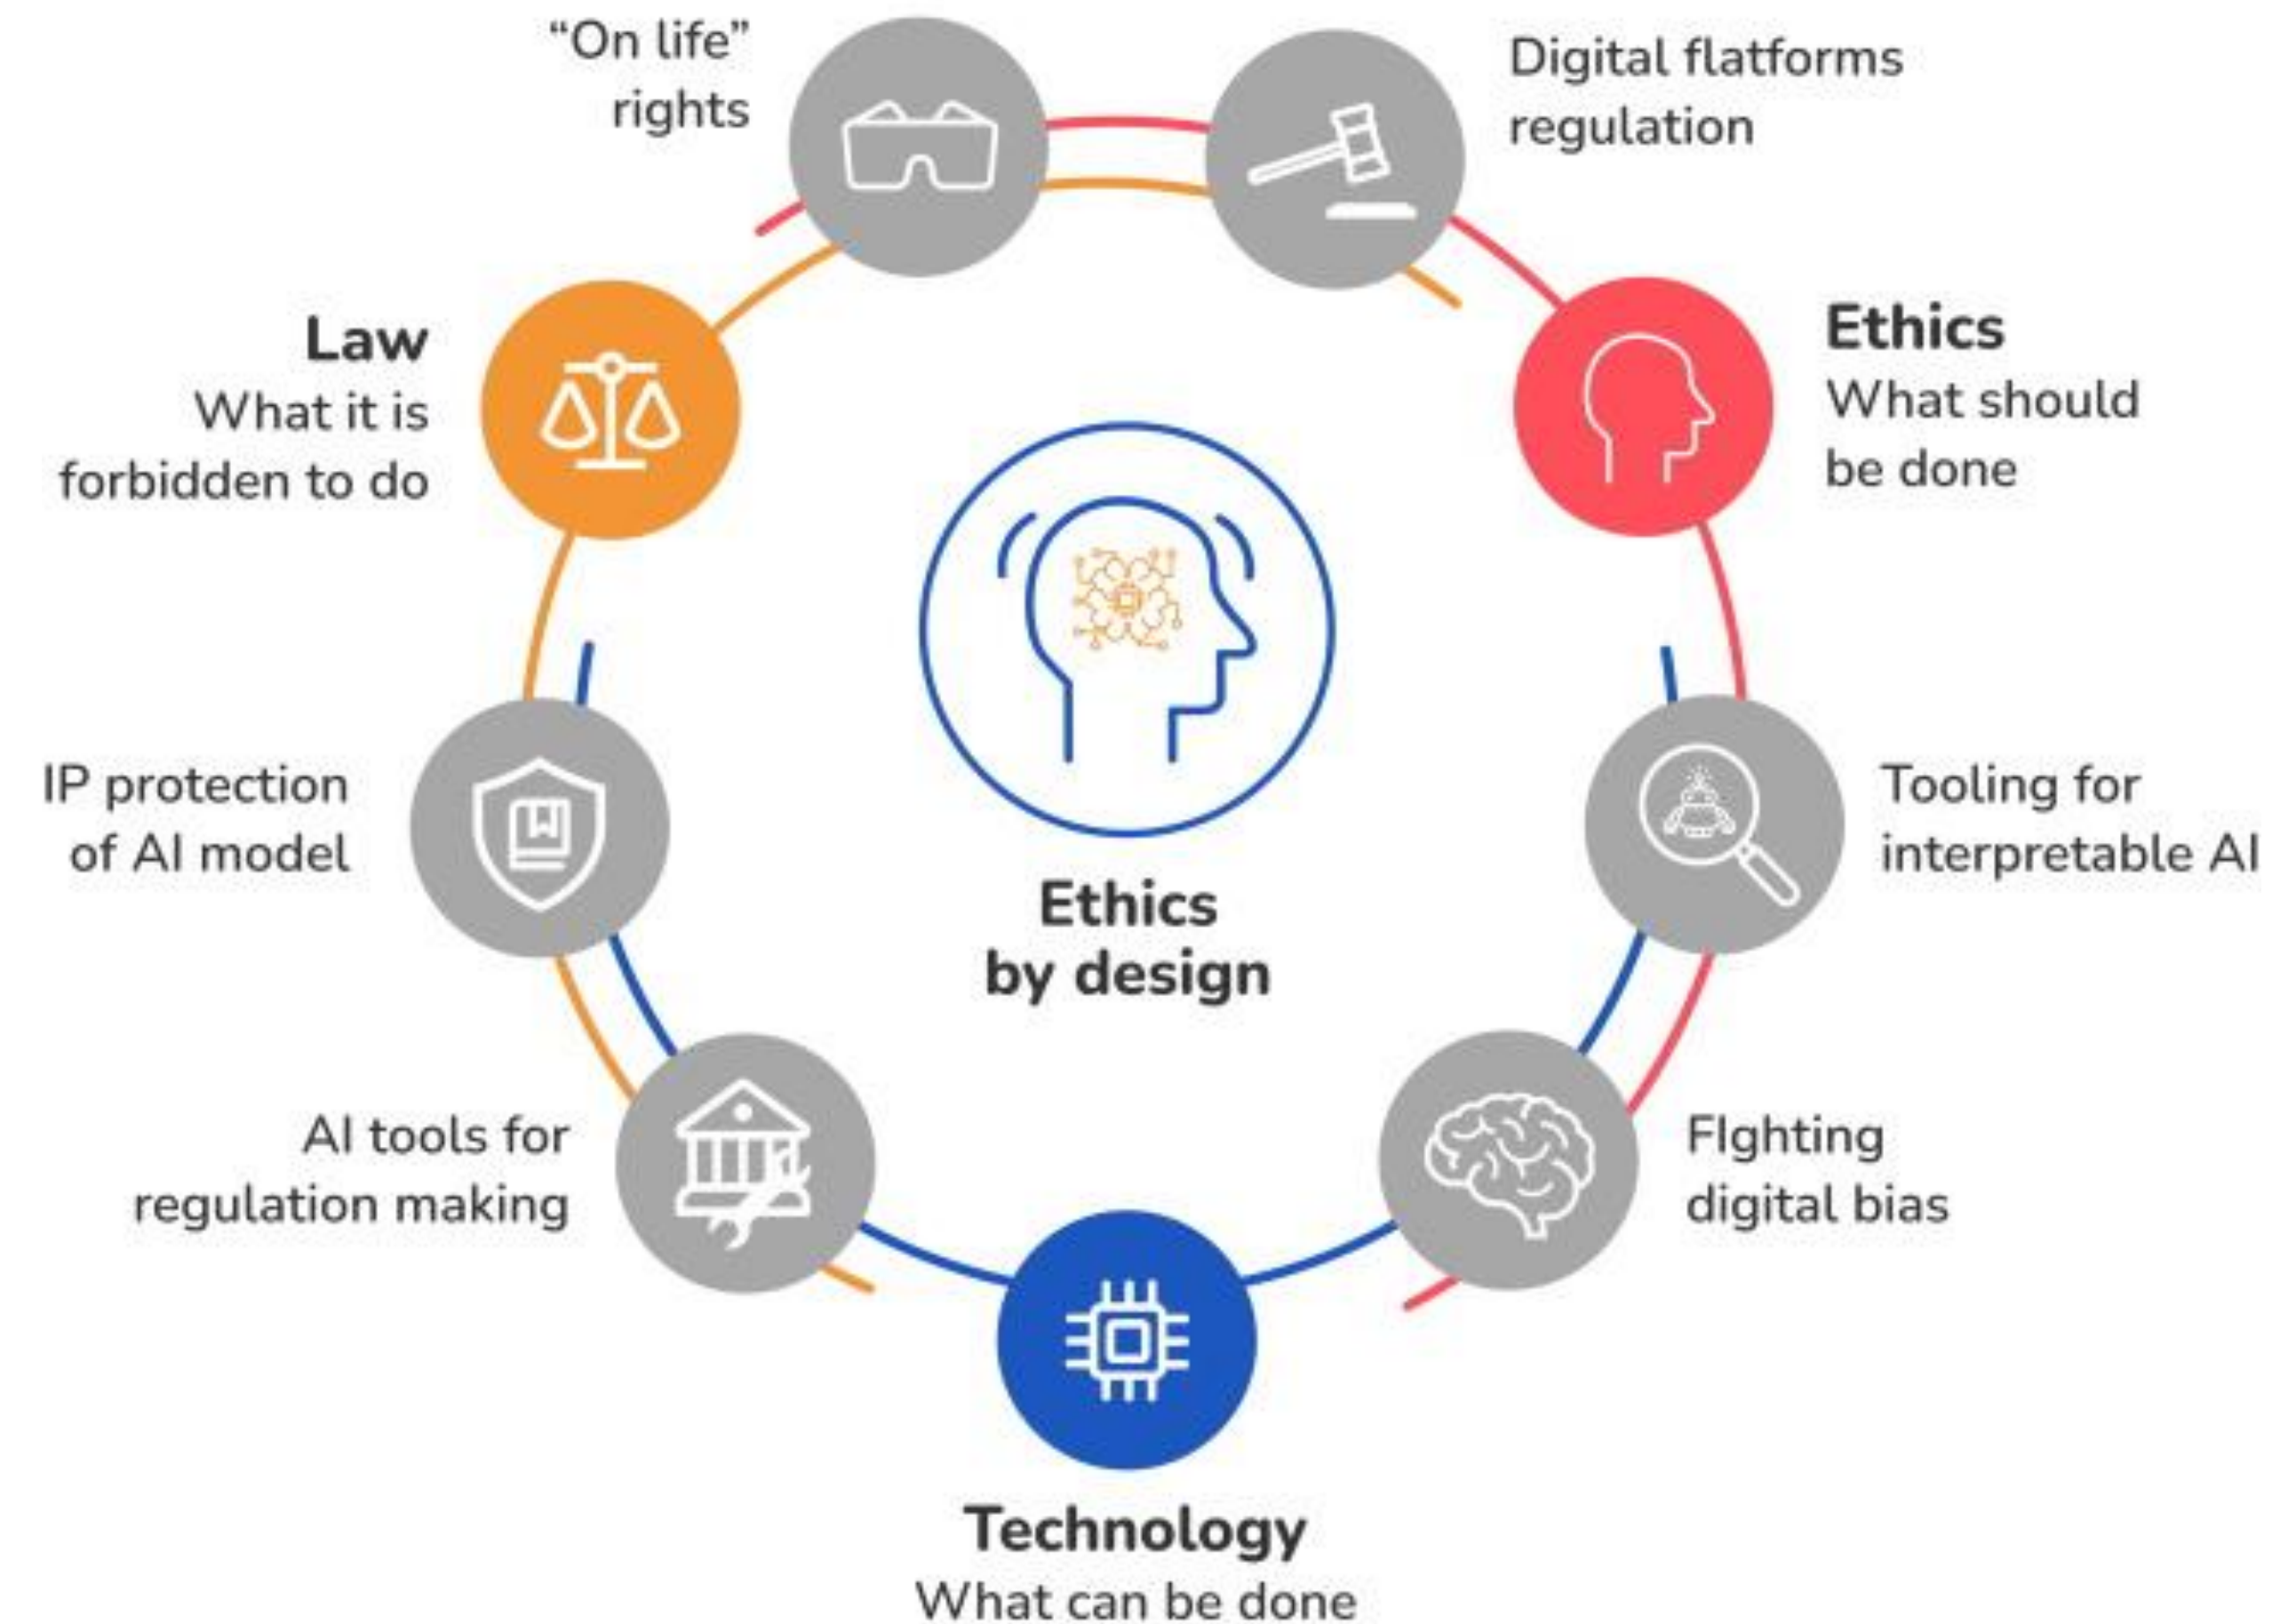 “On life”
rights
Digital flatforms
regulation
Law
What it is
forbidden to do
Ethics
What should
be done
IP protection
of AI model
Ethics
by design
Tooling for
interpretable AI
AI tools for
regulation making
FIghting
digital bias
Technology
What can be done